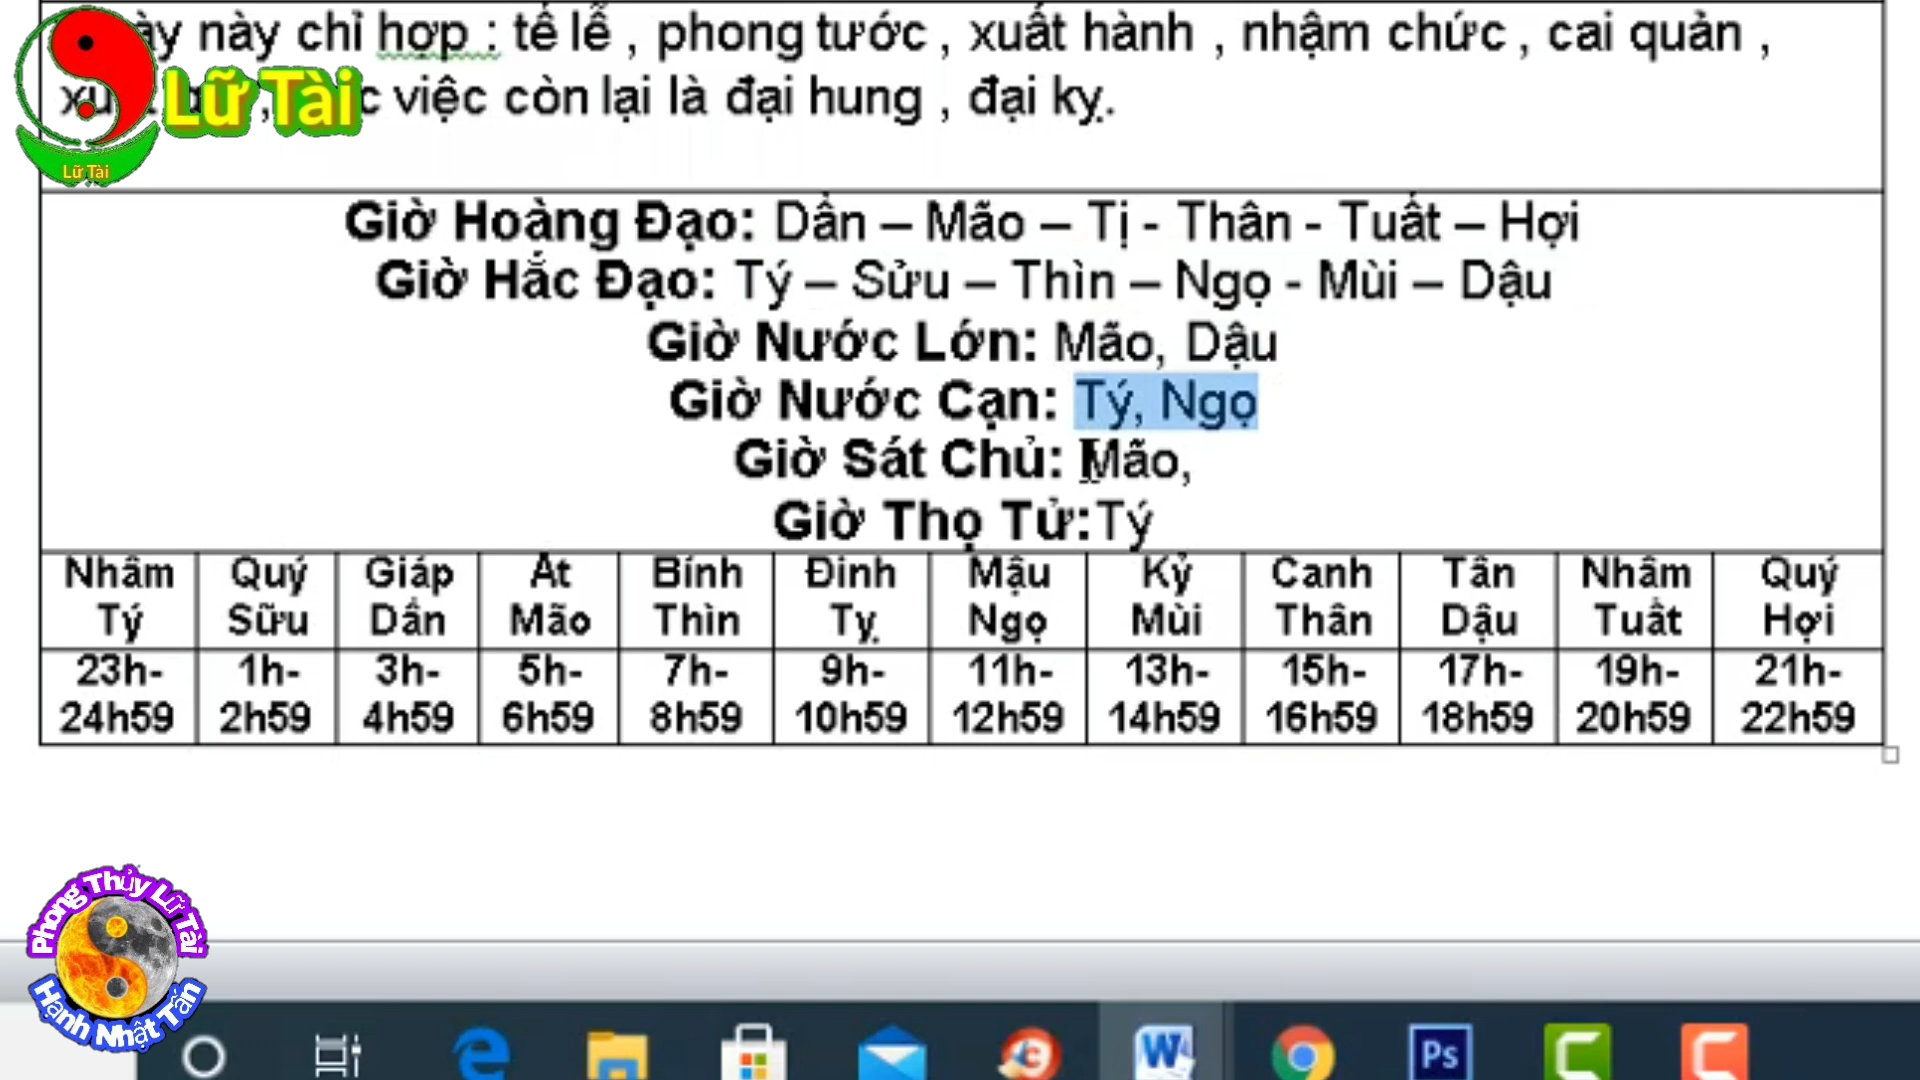 ày này chỉ hợp : tế lễ , phong tước , xuất hành , nhậm chức , cai quản ,
việc còn lại là đại hung , đại kỵ.
Lữ Tài
Lữ Tài
Giờ Hoàng Đạo: Dần – Mão – Tị - Thân - Tuất – Hợi
Giờ Hắc Đạo: Tý – Sửu – Thìn – Ngọ - Mùi – Dậu
Giờ Nước Lớn: Mão, Dậu
Giờ Nước Cạn: Tý, Ngọ
Giờ Sát Chủ: Mão,
Giờ Thọ Tử:Tý
Nhâm Tý Quý Sữu Giáp Dần Ất Mão Bính Thìn Đinh Tỵ Mậu Ngọ Kỷ Mùi Canh Thân Tân Dậu Nhâm Tuất Quý Hợi
23h-24h59 1h-2h59 3h-4h59 5h-6h59 7h-8h59 9h-10h59 11h-12h59 13h-14h59 15h-16h59 17h-18h59 19h-20h59 21h-22h59
Phong Thủy Lữ Tài
Hạnh Nhật Tấn
W
Ps